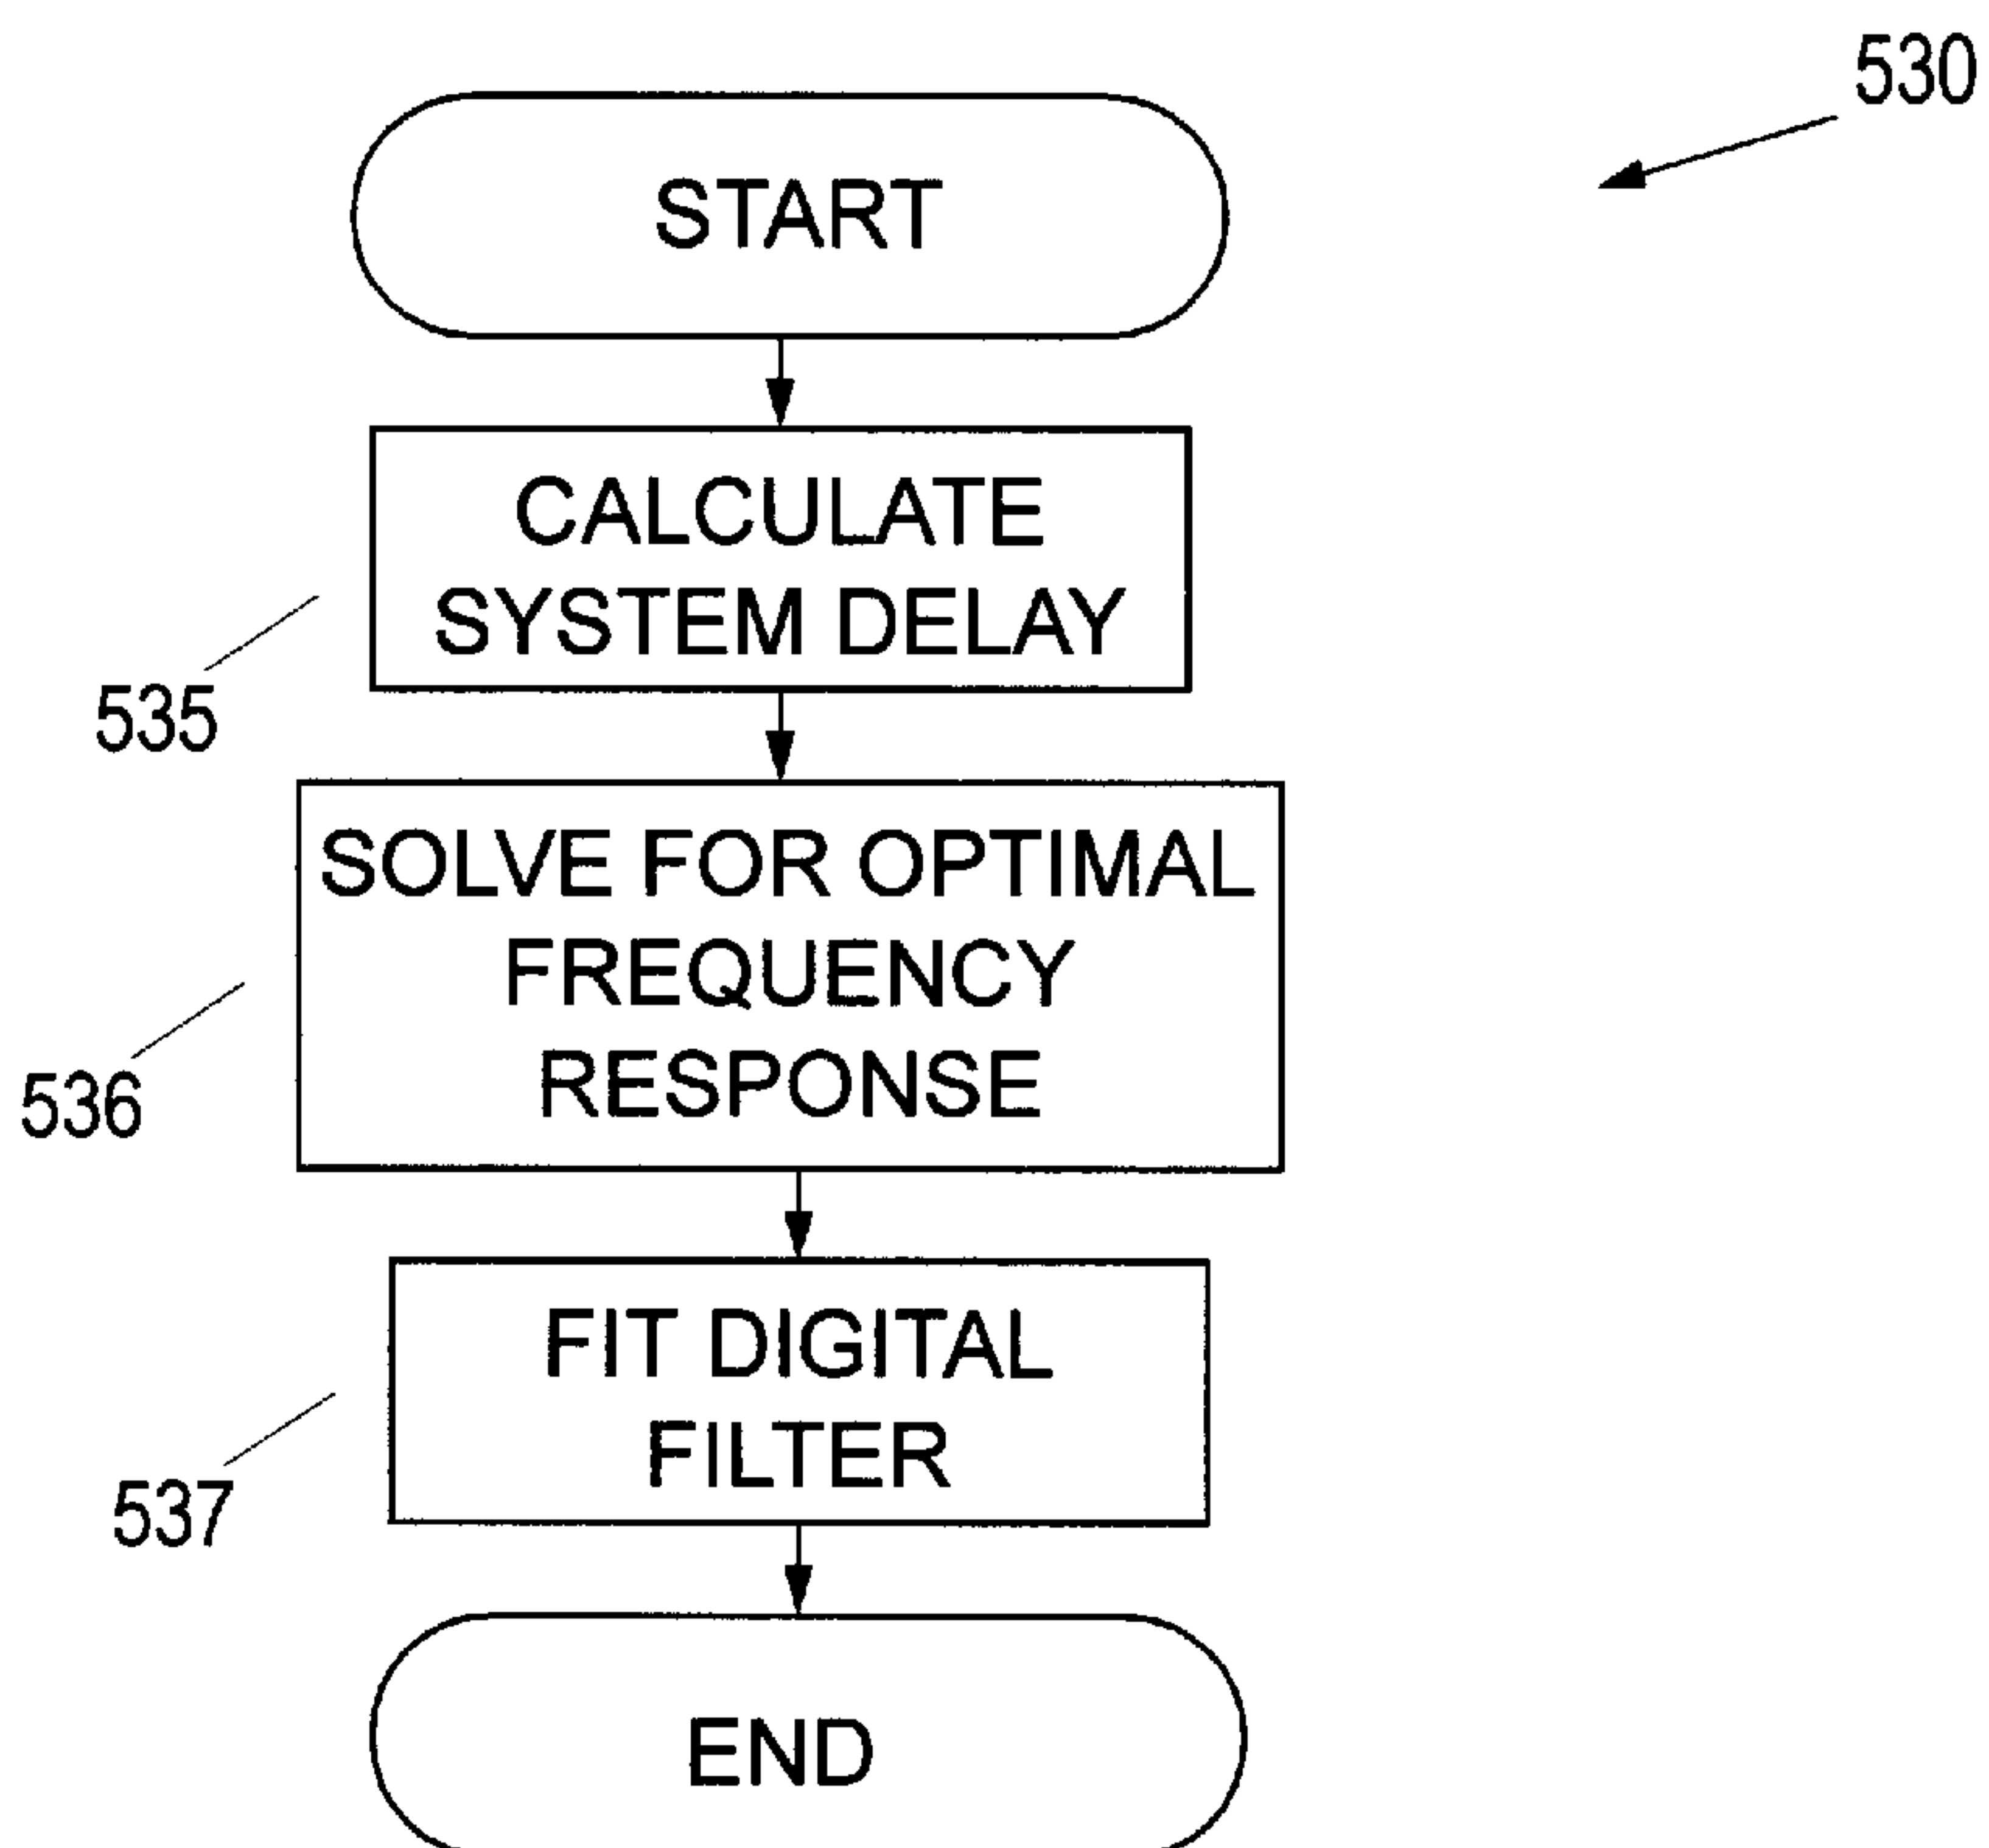 530
START
CALCULATE
SYSTEM DELAY
535
SOLVE FOR OPTIMAL
FREQUENCY
RESPONSE
536
FIT DIGITAL
FILTER
537
END